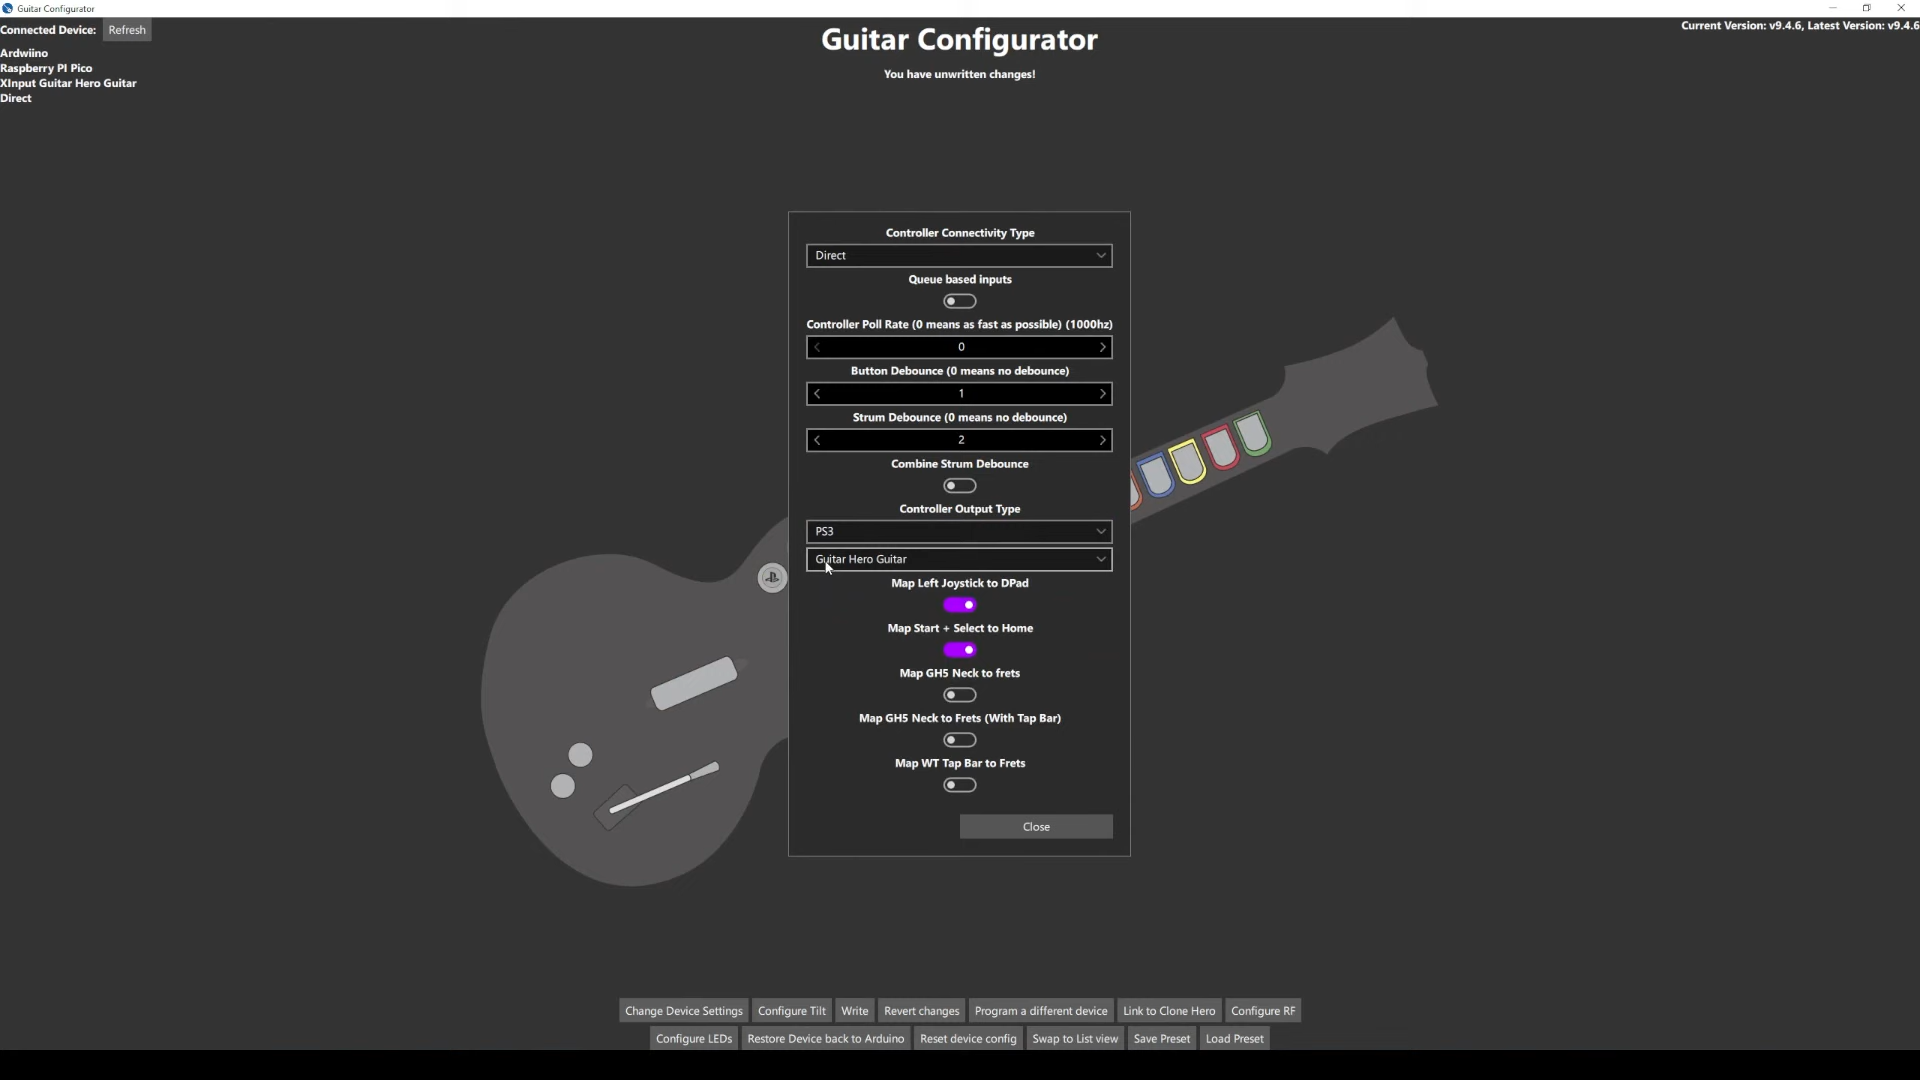 Guitar Configurator
Connected Device: Refresh
Ardwiino
Raspberry PI Pico
XInput Guitar Hero Guitar
Direct
Guitar Configurator
You have unwritten changes!
Current Version: v9.4.6, Latest Version: v9.4.6
Controller Connectivity Type
Direct
Queue based inputs
Controller Poll Rate (0 means as fast as possible) (1000hz)
0
Button Debounce (0 means no debounce)
1
Strum Debounce (0 means no debounce)
2
Combine Strum Debounce
Controller Output Type
PS3
Guitar Hero Guitar
Map Left Joystick to DPad
Map Start + Select to Home
Map GH5 Neck to frets
Map GH5 Neck to Frets (With Tap Bar)
Map WT Tap Bar to Frets
Close
Change Device Settings Configure Tilt Write Revert changes Program a different device Link to Clone Hero Configure RF
Configure LEDs Restore Device back to Arduino Reset device config Swap to List view Save Preset Load Preset